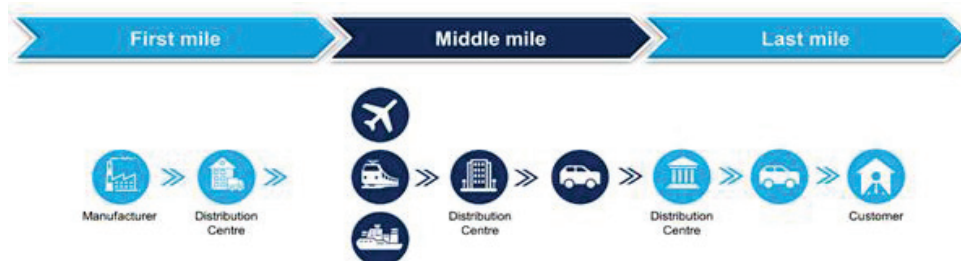 First mile
Middle mile
Last mile
Manufacturer
Distribution
Centre
Distribution
Centre
Distribution
Centre
Customer